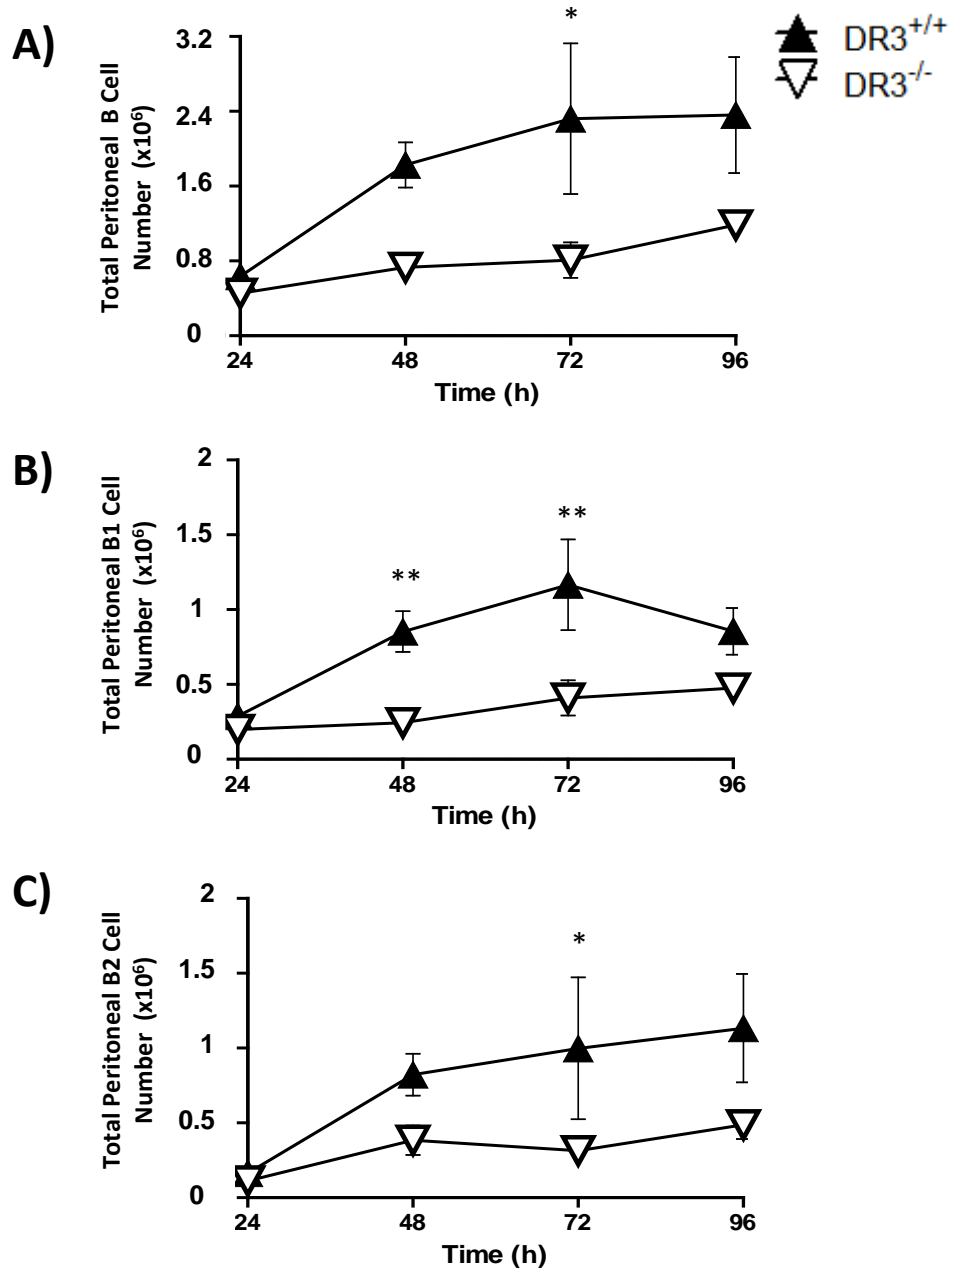 A)
*
DR3+/+
DR3-/-
Total Peritoneal B Cell
Number (x10⁶)
3.2
2.4
1.6
0.8
0
24 48 72 96
Time (h)
B)
Total Peritoneal B1 Cell
Number (x10⁶)
2
1.5
1
0.5
0
**
**
24 48 72 96
Time (h)
C)
Total Peritoneal B2 Cell
Number (x10⁶)
2
1.5
1
0.5
0
*
24 48 72 96
Time (h)